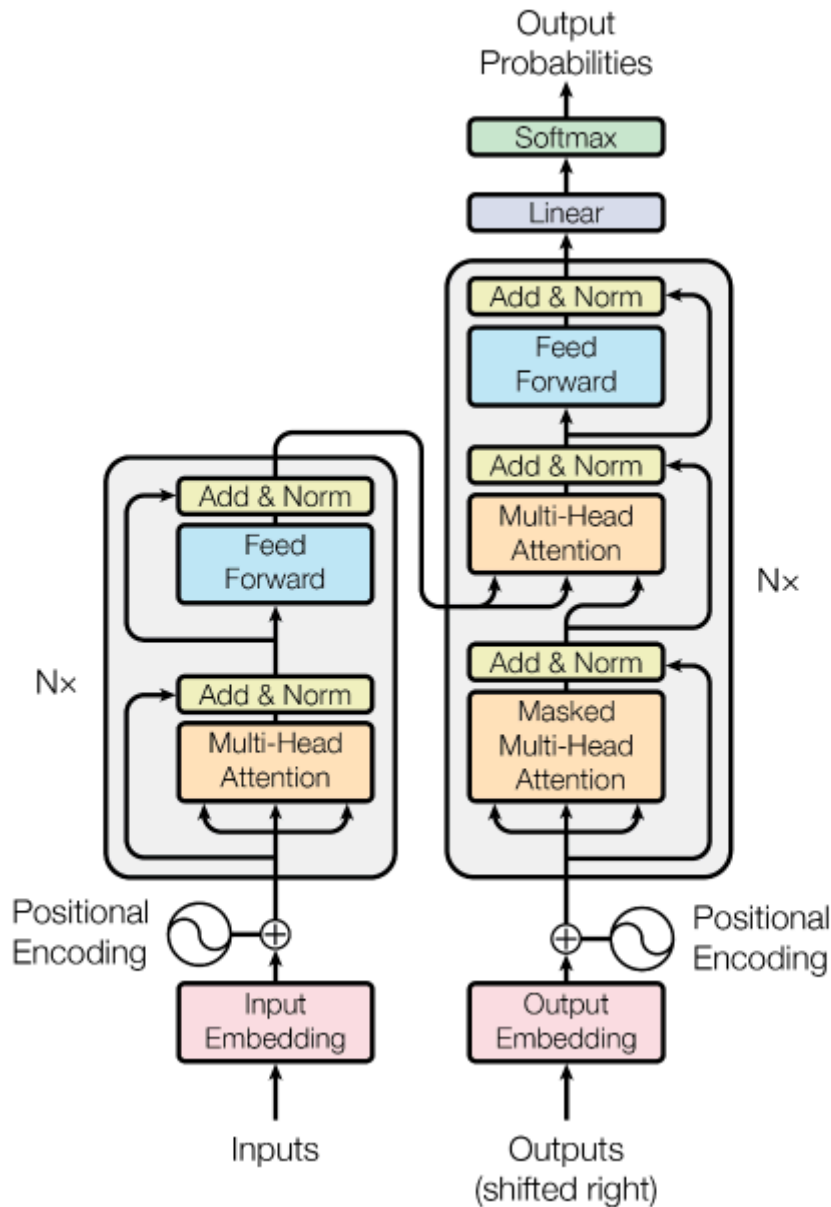 Output
Probabilities
Softmax
Linear
Add & Norm
Feed
Forward
Add & Norm
Multi-Head
Attention
Nx
Add & Norm
Masked
Multi-Head
Attention
Add & Norm
Feed
Forward
Nx
Add & Norm
Multi-Head
Attention
Positional
Encoding
Positional
Encoding
Input
Embedding
Output
Embedding
Inputs
Outputs
(shifted right)